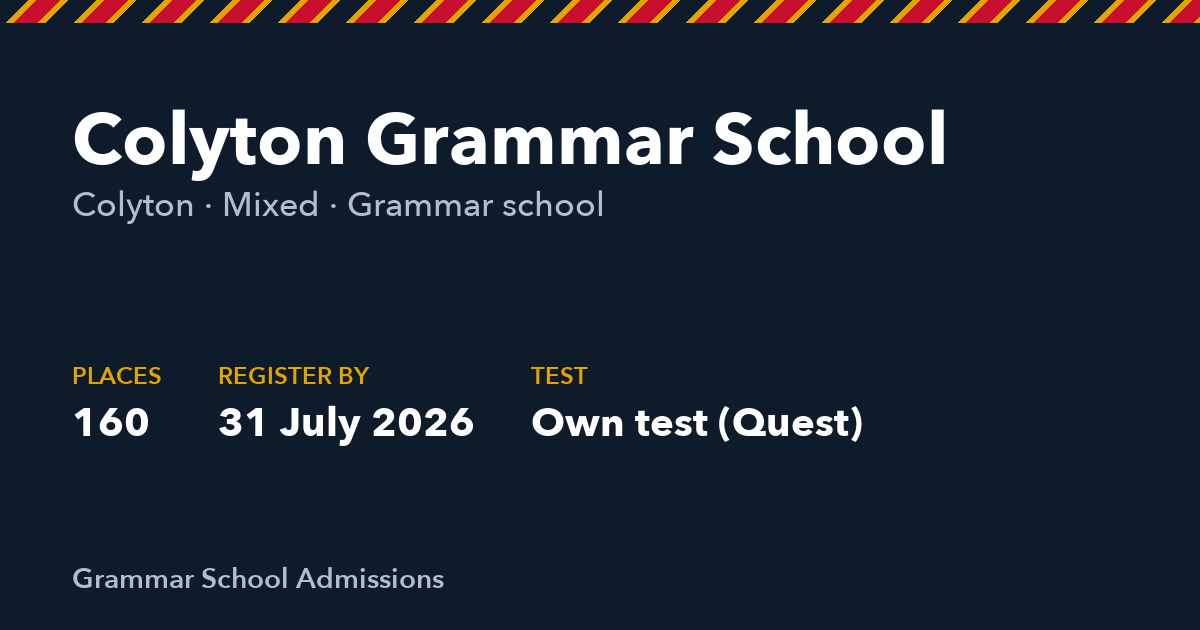 Colyton Grammar School
Colyton · Mixed · Grammar school
PLACES REGISTER BY TEST
160 31 July 2026 Own test (Quest)
Grammar School Admissions